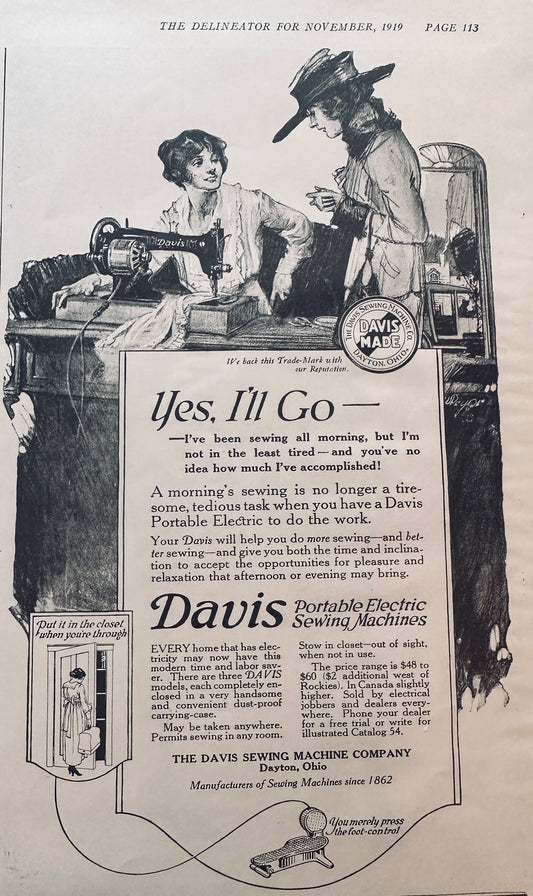 THE DELINEATOR FOR NOVEMBER, 1919 PAGE 113
Davis
THE DAVIS SEWING MACHINE CO.
DAVIS
MADE
DAYTON, OHIO.
We back this Trade-Mark with
our Reputation.
Yes, I'll Go —
—I've been sewing all morning, but I'm
not in the least tired—and you've no
idea how much I've accomplished!
A morning's sewing is no longer a tire-
some, tedious task when you have a Davis
Portable Electric to do the work.
Your Davis will help you do more sewing—and bet-
ter sewing—and give you both the time and inclina-
tion to accept the opportunities for pleasure and
relaxation that afternoon or evening may bring.
Davis Portable Electric
Sewing Machines
Put it in the closet
when you're through
EVERY home that has elec-
tricity may now have this
modern time and labor sav-
er. There are three DAVIS
models, each completely en-
closed in a very handsome
and convenient dust-proof
carrying-case.
May be taken anywhere.
Permits sewing in any room.
Stow in closet—out of sight,
when not in use.
The price range is $48 to
$60 ($2 additional west of
Rockies). In Canada slightly
higher. Sold by electrical
jobbers and dealers every-
where. Phone your dealer
for a free trial or write for
illustrated Catalog 54.
THE DAVIS SEWING MACHINE COMPANY
Dayton, Ohio
Manufacturers of Sewing Machines since 1862
You merely press
the foot-control